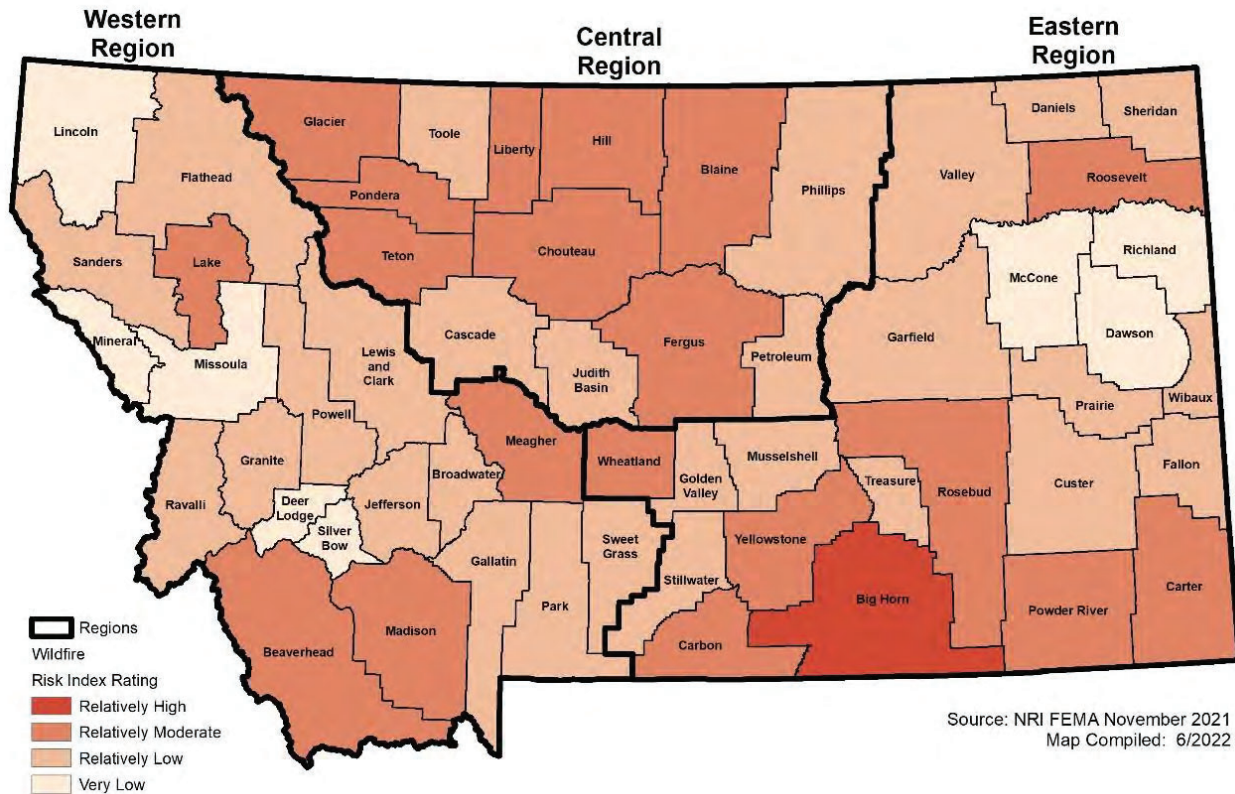 Western
Region
Central
Region
Eastern
Region
Lincoln
Flathead
Glacier
Toole
Liberty
Hill
Blaine
Phillips
Valley
Daniels
Sheridan
Roosevelt
Pondera
Teton
Chouteau
Sanders
Lake
Richland
McCone
Dawson
Mineral
Missoula
Lewis
and
Clark
Cascade
Judith
Basin
Fergus
Petroleum
Garfield
Prairie
Wibaux
Powell
Granite
Ravalli
Deer
Lodge
Silver
Bow
Jefferson
Broadwater
Meagher
Wheatland
Golden
Valley
Musselshell
Treasure
Rosebud
Custer
Fallon
Gallatin
Park
Sweet
Grass
Stillwater
Yellowstone
Big Horn
Powder River
Carter
Beaverhead
Madison
Carbon
Regions
Wildfire
Risk Index Rating
Relatively High
Relatively Moderate
Relatively Low
Very Low
Source: NRI FEMA November 2021
Map Compiled: 6/2022